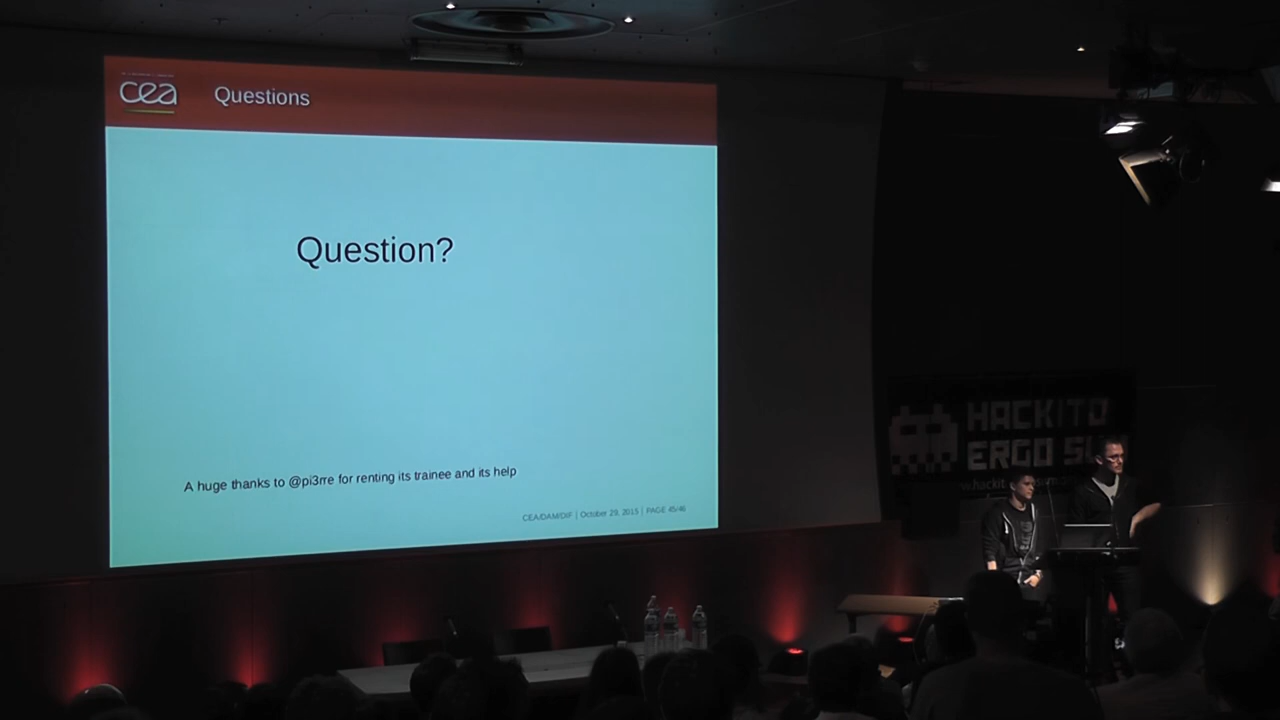 cea
Questions
Question?
A huge thanks to @pi3rre for renting its trainee and its help
CEA/DAM/DIF | October 29, 2015 | PAGE 45/46
HACKITO
ERGO